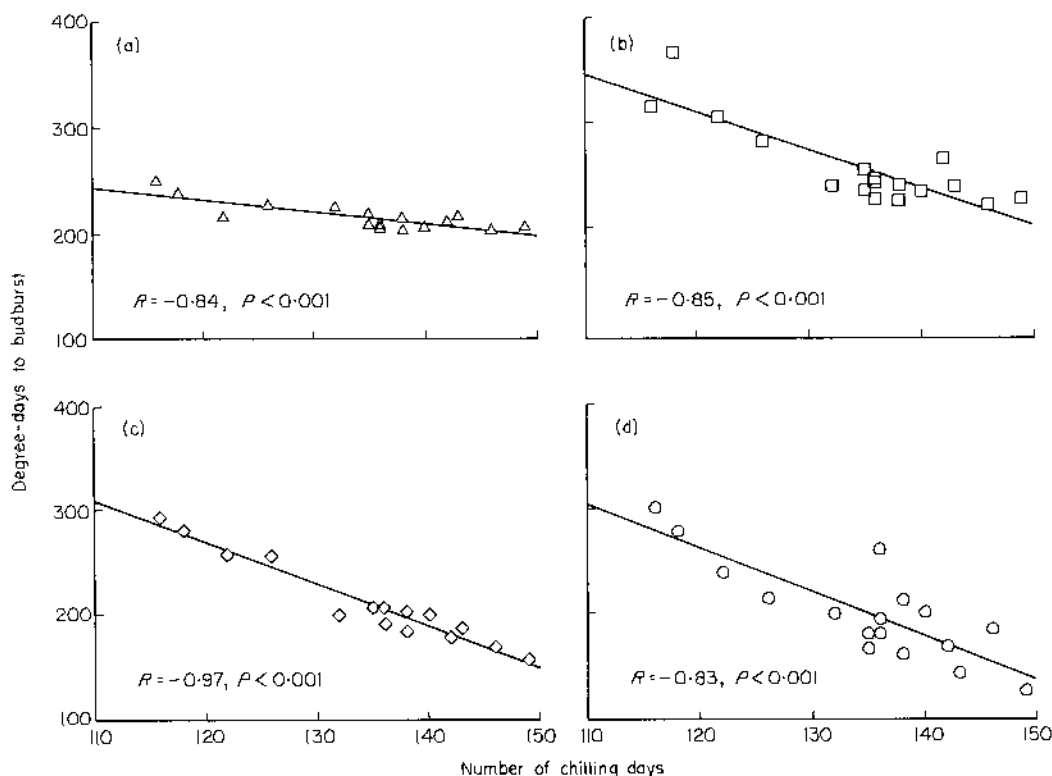 400
(a)
(b)
300
200
R=-0·84, P<0·001
R=-0·85, P<0·001
100
Degree-days to budburst
400
(c)
(d)
300
200
R=-0·97, P<0·001
R=-0·83, P<0·001
100
110 120 130 140 150 110 120 130 140 150
Number of chilling days